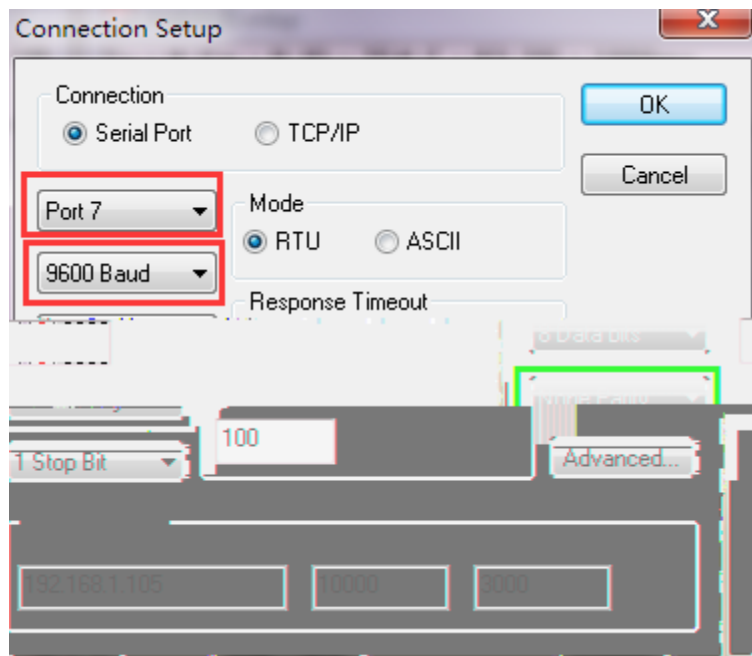 Connection Setup
Connection
OK
Serial Port
TCP/IP
Cancel
Port 7
Mode
RTU
ASCII
9600 Baud
Response Timeout
8 Data bits
100
1 Stop Bit
Advanced...
192.168.1.105
10000
3000